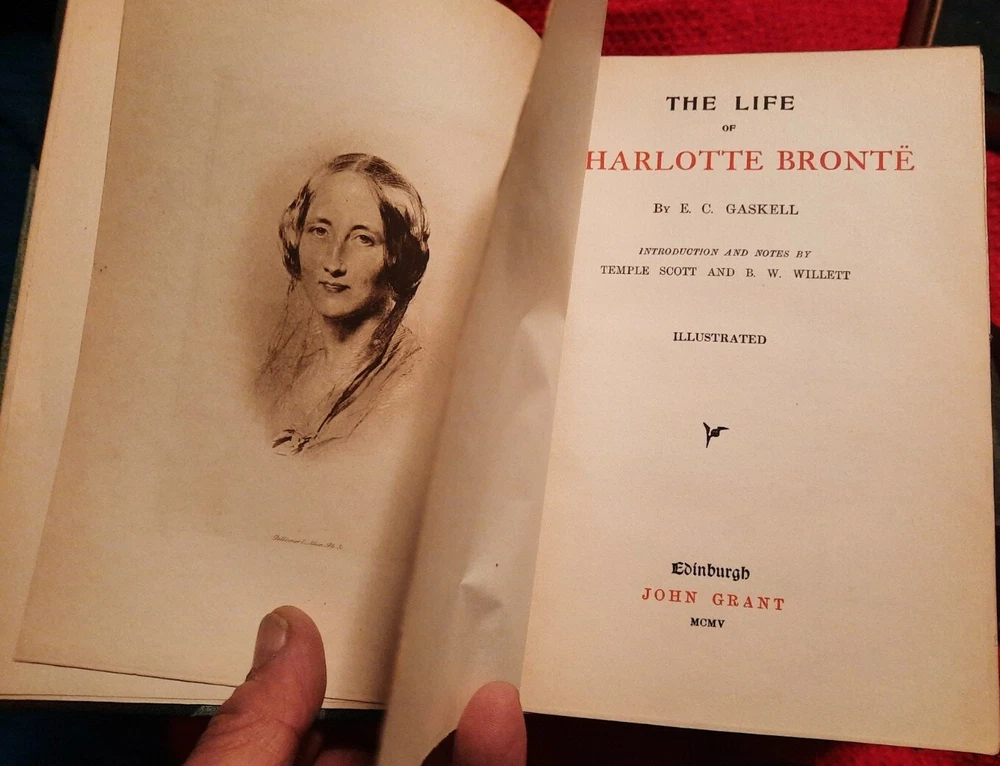 THE LIFE
OF
HARLOTTE BRONTË
BY E. C. GASKELL
INTRODUCTION AND NOTES BY
TEMPLE SCOTT AND B. W. WILLETT
ILLUSTRATED
Edinburgh
JOHN GRANT
MCMV